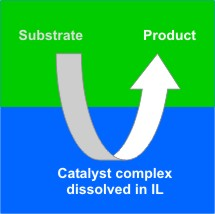 Substrate Product
Catalyst complex
dissolved in IL